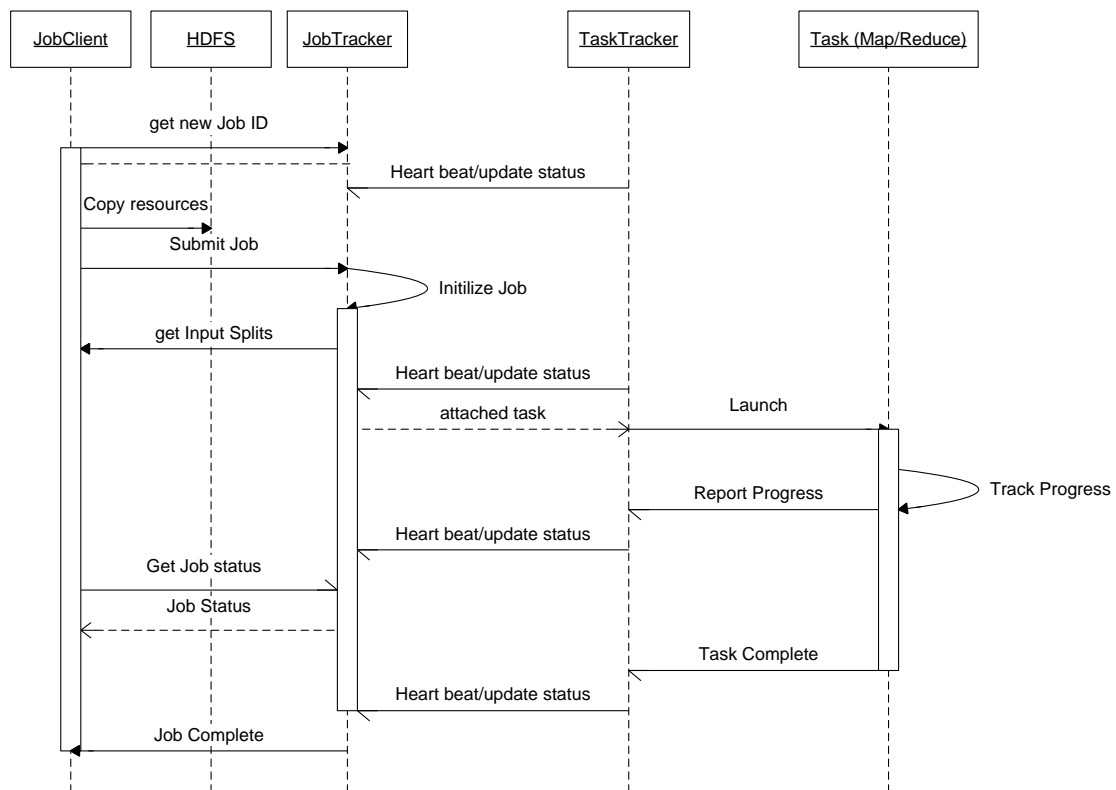 JobClient
HDFS
JobTracker
TaskTracker
Task (Map/Reduce)
get new Job ID
Heart beat/update status
Copy resources
Submit Job
Initilize Job
get Input Splits
Heart beat/update status
attached task
Launch
Track Progress
Report Progress
Heart beat/update status
Get Job status
Job Status
Task Complete
Heart beat/update status
Job Complete